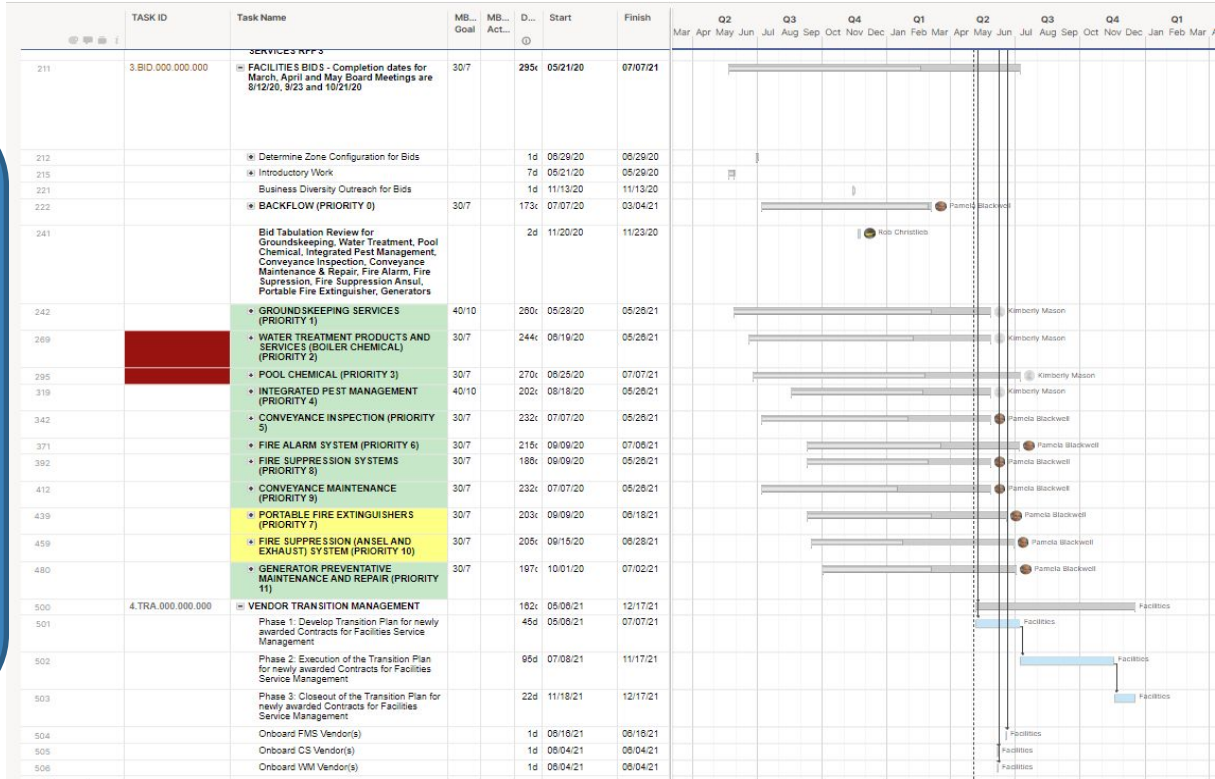 TASK ID Task Name MB... MB... D... Start Finish Q2 Q3 Q4 Q1 Q2 Q3 Q4 Q1
Goal Act... Mar Apr May Jun Jul Aug Sep Oct Nov Dec Jan Feb Mar Apr May Jun Jul Aug Sep Oct Nov Dec Jan Feb Mar
SERVICES RFPS
211 3.BID.000.000.000 FACILITIES BIDS - Completion dates for 30/7 295c 05/21/20 07/07/21
March, April and May Board Meetings are
8/12/20, 9/23 and 10/21/20
212 Determine Zone Configuration for Bids 1d 06/29/20 06/29/20
215 Introductory Work 7d 05/21/20 05/29/20
221 Business Diversity Outreach for Bids 1d 11/13/20 11/13/20
222 BACKFLOW (PRIORITY 0) 30/7 173c 07/07/20 03/04/21 Pamela Blackwell
241 Bid Tabulation Review for 2d 11/20/20 11/23/20 Rob Christlieb
Groundskeeping, Water Treatment, Pool
Chemical, Integrated Pest Management,
Conveyance Inspection, Conveyance
Maintenance & Repair, Fire Alarm, Fire
Supression, Fire Suppression Ansul,
Portable Fire Extinguisher, Generators
242 GROUNDSKEEPING SERVICES 40/10 260c 05/28/20 05/26/21 Kimberly Mason
(PRIORITY 1)
269 WATER TREATMENT PRODUCTS AND 30/7 244c 06/19/20 05/26/21 Kimberly Mason
SERVICES (BOILER CHEMICAL)
(PRIORITY 2)
295 POOL CHEMICAL (PRIORITY 3) 30/7 270c 06/25/20 07/07/21 Kimberly Mason
319 INTEGRATED PEST MANAGEMENT 40/10 202c 08/18/20 05/26/21 Kimberly Mason
(PRIORITY 4)
342 CONVEYANCE INSPECTION (PRIORITY 30/7 232c 07/07/20 05/26/21 Pamela Blackwell
5)
371 FIRE ALARM SYSTEM (PRIORITY 6) 30/7 215c 09/09/20 07/06/21 Pamela Blackwell
392 FIRE SUPPRESSION SYSTEMS 30/7 186c 09/09/20 05/26/21 Pamela Blackwell
(PRIORITY 8)
412 CONVEYANCE MAINTENANCE 30/7 232c 07/07/20 05/26/21 Pamela Blackwell
(PRIORITY 9)
439 PORTABLE FIRE EXTINGUISHERS 30/7 203c 09/09/20 06/18/21 Pamela Blackwell
(PRIORITY 7)
459 FIRE SUPPRESSION (ANSEL AND 30/7 205c 09/15/20 06/28/21 Pamela Blackwell
EXHAUST) SYSTEM (PRIORITY 10)
480 GENERATOR PREVENTATIVE 30/7 197c 10/01/20 07/02/21 Pamela Blackwell
MAINTENANCE AND REPAIR (PRIORITY
11)
500 4.TRA.000.000.000 VENDOR TRANSITION MANAGEMENT 162c 05/06/21 12/17/21 Facilities
501 Phase 1: Develop Transition Plan for newly 45d 05/06/21 07/07/21 Facilities
awarded Contracts for Facilities Service
Management
502 Phase 2: Execution of the Transition Plan 95d 07/08/21 11/17/21 Facilities
for newly awarded Contracts for Facilities
Service Management
503 Phase 3: Closeout of the Transition Plan for 22d 11/18/21 12/17/21 Facilities
newly awarded Contracts for Facilities
Service Management
504 Onboard FMS Vendor(s) 1d 06/16/21 06/16/21 Facilities
505 Onboard CS Vendor(s) 1d 06/04/21 06/04/21 Facilities
506 Onboard WM Vendor(s) 1d 06/04/21 06/04/21 Facilities